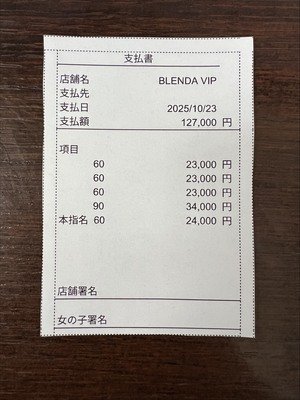 支払書
店舗名 BLENDA VIP
支払先
支払日 2025/10/23
支払額 127,000 円
項目
60 23,000 円
60 23,000 円
60 23,000 円
90 34,000 円
本指名 60 24,000 円
店舗署名
女の子署名